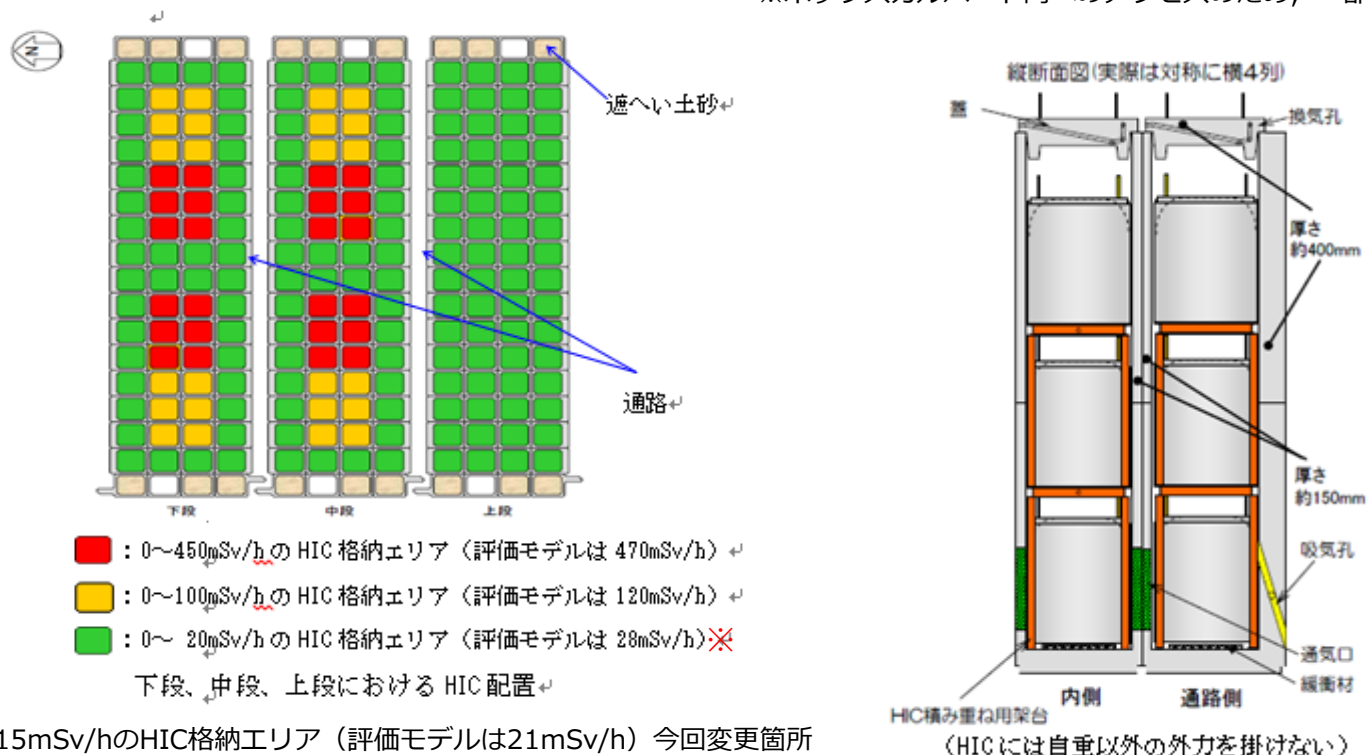 N
遮へい土砂↵
通路↵
下段
中段
上段
：0～450mSv/hのHIC格納エリア（評価モデルは470mSv/h）↵
：0～100mSv/hのHIC格納エリア（評価モデルは120mSv/h）↵
：0～ 20mSv/hのHIC格納エリア（評価モデルは28mSv/h）※
下段、中段、上段におけるHIC配置↵
15mSv/hのHIC格納エリア（評価モデルは21mSv/h）今回変更箇所
縦断面図(実際は対称に横4列)
蓋
換気孔
厚さ
約400mm
厚さ
約150mm
吸気孔
通気口
緩衝材
内側
通路側
HIC積み重ね用架台
(HICには自重以外の外力を掛けない)